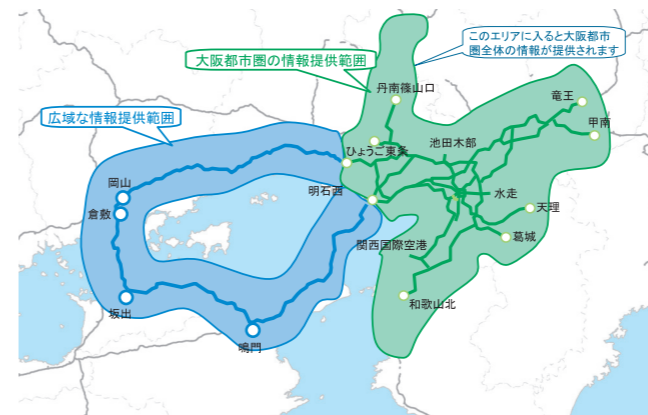 このエリアに入ると大阪都市
圏全体の情報が提供されます
大阪都市圏の情報提供範囲
丹南篠山口
竜王
広域な情報提供範囲
甲南
池田木部
ひょうご東条
岡山
明石西
水走
倉敷
天理
葛城
関西国際空港
坂出
和歌山北
鳴門